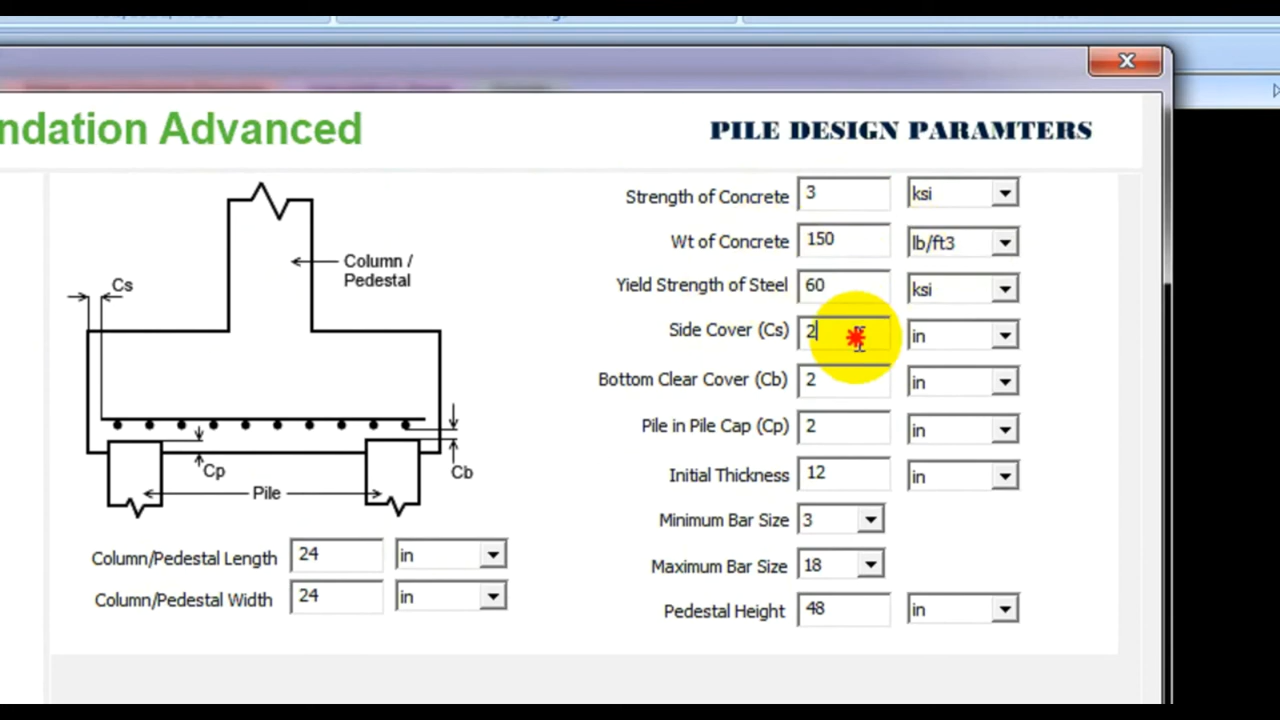 ndation Advanced
PILE DESIGN PARAMTERS
Cs
Column /
Pedestal
Cp
Cb
Pile
Column/Pedestal Length 24 in
Column/Pedestal Width 24 in
Strength of Concrete 3 ksi
Wt of Concrete 150 lb/ft3
Yield Strength of Steel 60 ksi
Side Cover (Cs) 2 in
Bottom Clear Cover (Cb) 2 in
Pile in Pile Cap (Cp) 2 in
Initial Thickness 12 in
Minimum Bar Size 3
Maximum Bar Size 18
Pedestal Height 48 in